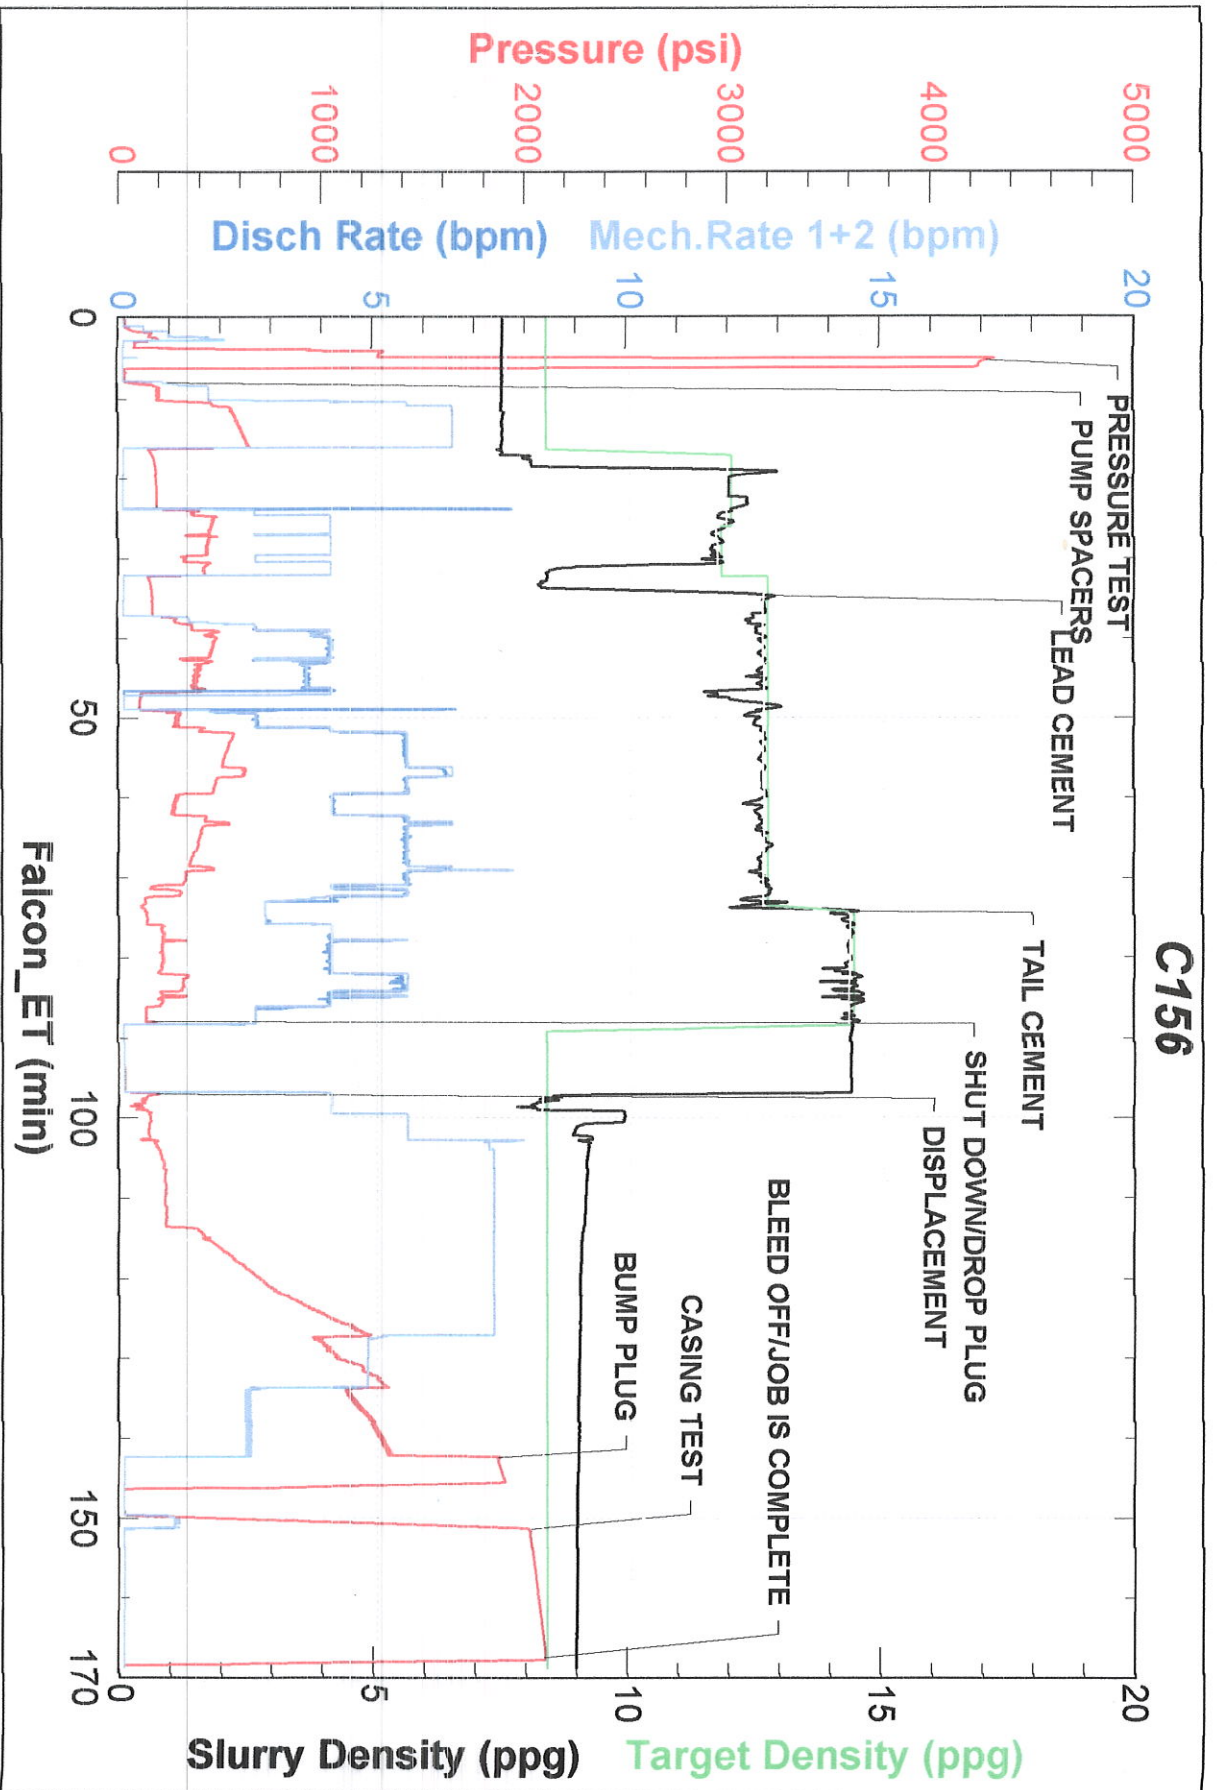 C156
Pressure (psi)
5000
4000
3000
2000
1000
0
Disch Rate (bpm)
Mech.Rate 1+2 (bpm)
20
15
10
5
0
PRESSURE TEST
PUMP SPACERS
LEAD CEMENT
TAIL CEMENT
SHUT DOWN/DROP PLUG
DISPLACEMENT
BLEED OFF/JOB IS COMPLETE
CASING TEST
BUMP PLUG
20
15
10
5
0
Slurry Density (ppg)
Target Density (ppg)
0
50
100
150
170
Falcon_ET (min)